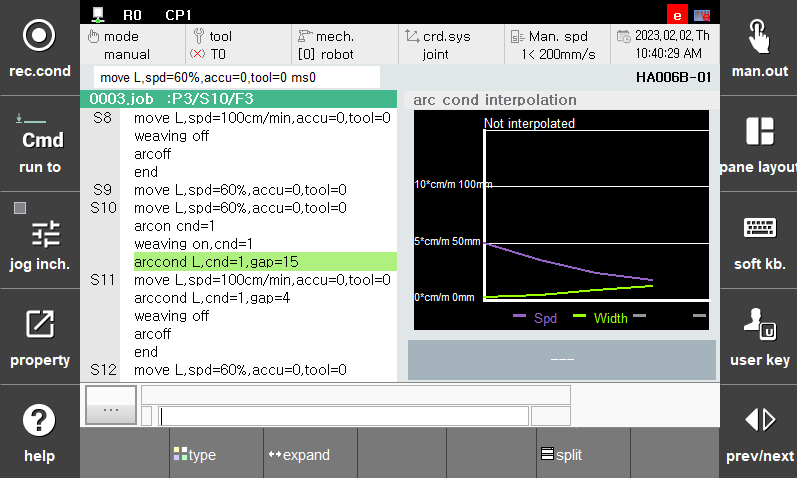 R0 CP1
e
mode
manual
tool
(X) T0
mech.
[0] robot
crd.sys
joint
Man. spd
1< 200mm/s
2023,02,02, Th
10:40:29 AM
move L,spd=60%,accu=0,tool=0 ms0
HA006B-01
0003.job :P3/S10/F3
S8 move L,spd=100cm/min,accu=0,tool=0
weaving off
arcoff
end
S9 move L,spd=60%,accu=0,tool=0
S10 move L,spd=60%,accu=0,tool=0
arcon cnd=1
weaving on,cnd=1
arccond L,cnd=1,gap=15
S11 move L,spd=100cm/min,accu=0,tool=0
arccond L,cnd=1,gap=4
weaving off
arcoff
end
S12 move L,spd=60%,accu=0,tool=0
arc cond interpolation
Not interpolated
10*cm/m 100mm
5*cm/m 50mm
0*cm/m 0mm
Spd Width
---
...
type
expand
split
rec.cond
Cmd
run to
jog inch.
property
?
help
man.out
pane layout
soft kb.
U
user key
prev/next